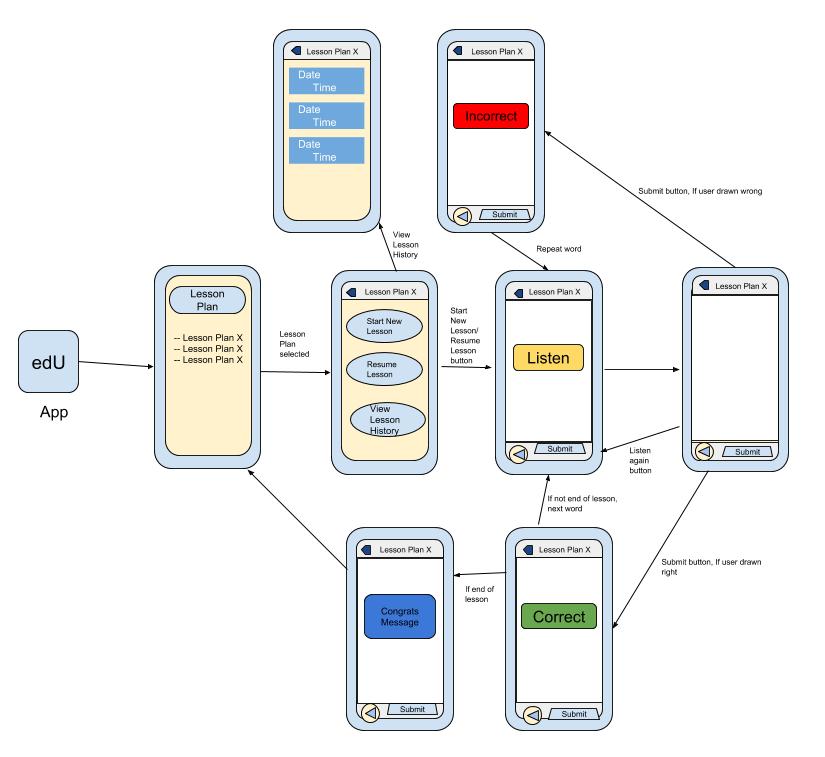 Lesson Plan X
Date
Time
Date
Time
Date
Time
Lesson Plan X
Incorrect
Submit
Submit button, If user drawn wrong
View
Lesson
History
Repeat word
edU
App
Lesson
Plan
-- Lesson Plan X
-- Lesson Plan X
-- Lesson Plan X
Lesson
Plan
selected
Lesson Plan X
Start New
Lesson
Resume
Lesson
View
Lesson
History
Start
New
Lesson/
Resume
Lesson
button
Lesson Plan X
Listen
Submit
Lesson Plan X
Submit
Listen
again
button
If not end of lesson,
next word
Submit button, If user drawn
right
Lesson Plan X
Congrats
Message
Submit
If end of
lesson
Lesson Plan X
Correct
Submit